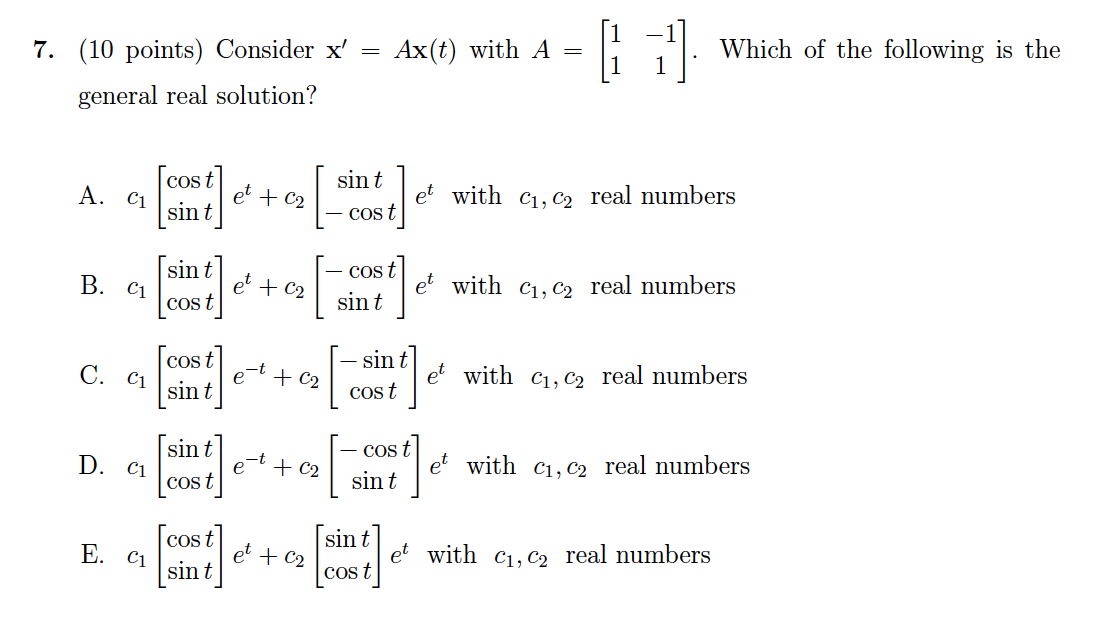 7. (10 points) Consider x′ = Ax(t) with A = [1 −1; 1 1]. Which of the following is the
general real solution?
A. c₁ [cos t; sin t] eᵗ + c₂ [sin t; − cos t] eᵗ with c₁, c₂ real numbers
B. c₁ [sin t; cos t] eᵗ + c₂ [− cos t; sin t] eᵗ with c₁, c₂ real numbers
C. c₁ [cos t; sin t] e⁻ᵗ + c₂ [− sin t; cos t] eᵗ with c₁, c₂ real numbers
D. c₁ [sin t; cos t] e⁻ᵗ + c₂ [− cos t; sin t] eᵗ with c₁, c₂ real numbers
E. c₁ [cos t; sin t] eᵗ + c₂ [sin t; cos t] eᵗ with c₁, c₂ real numbers